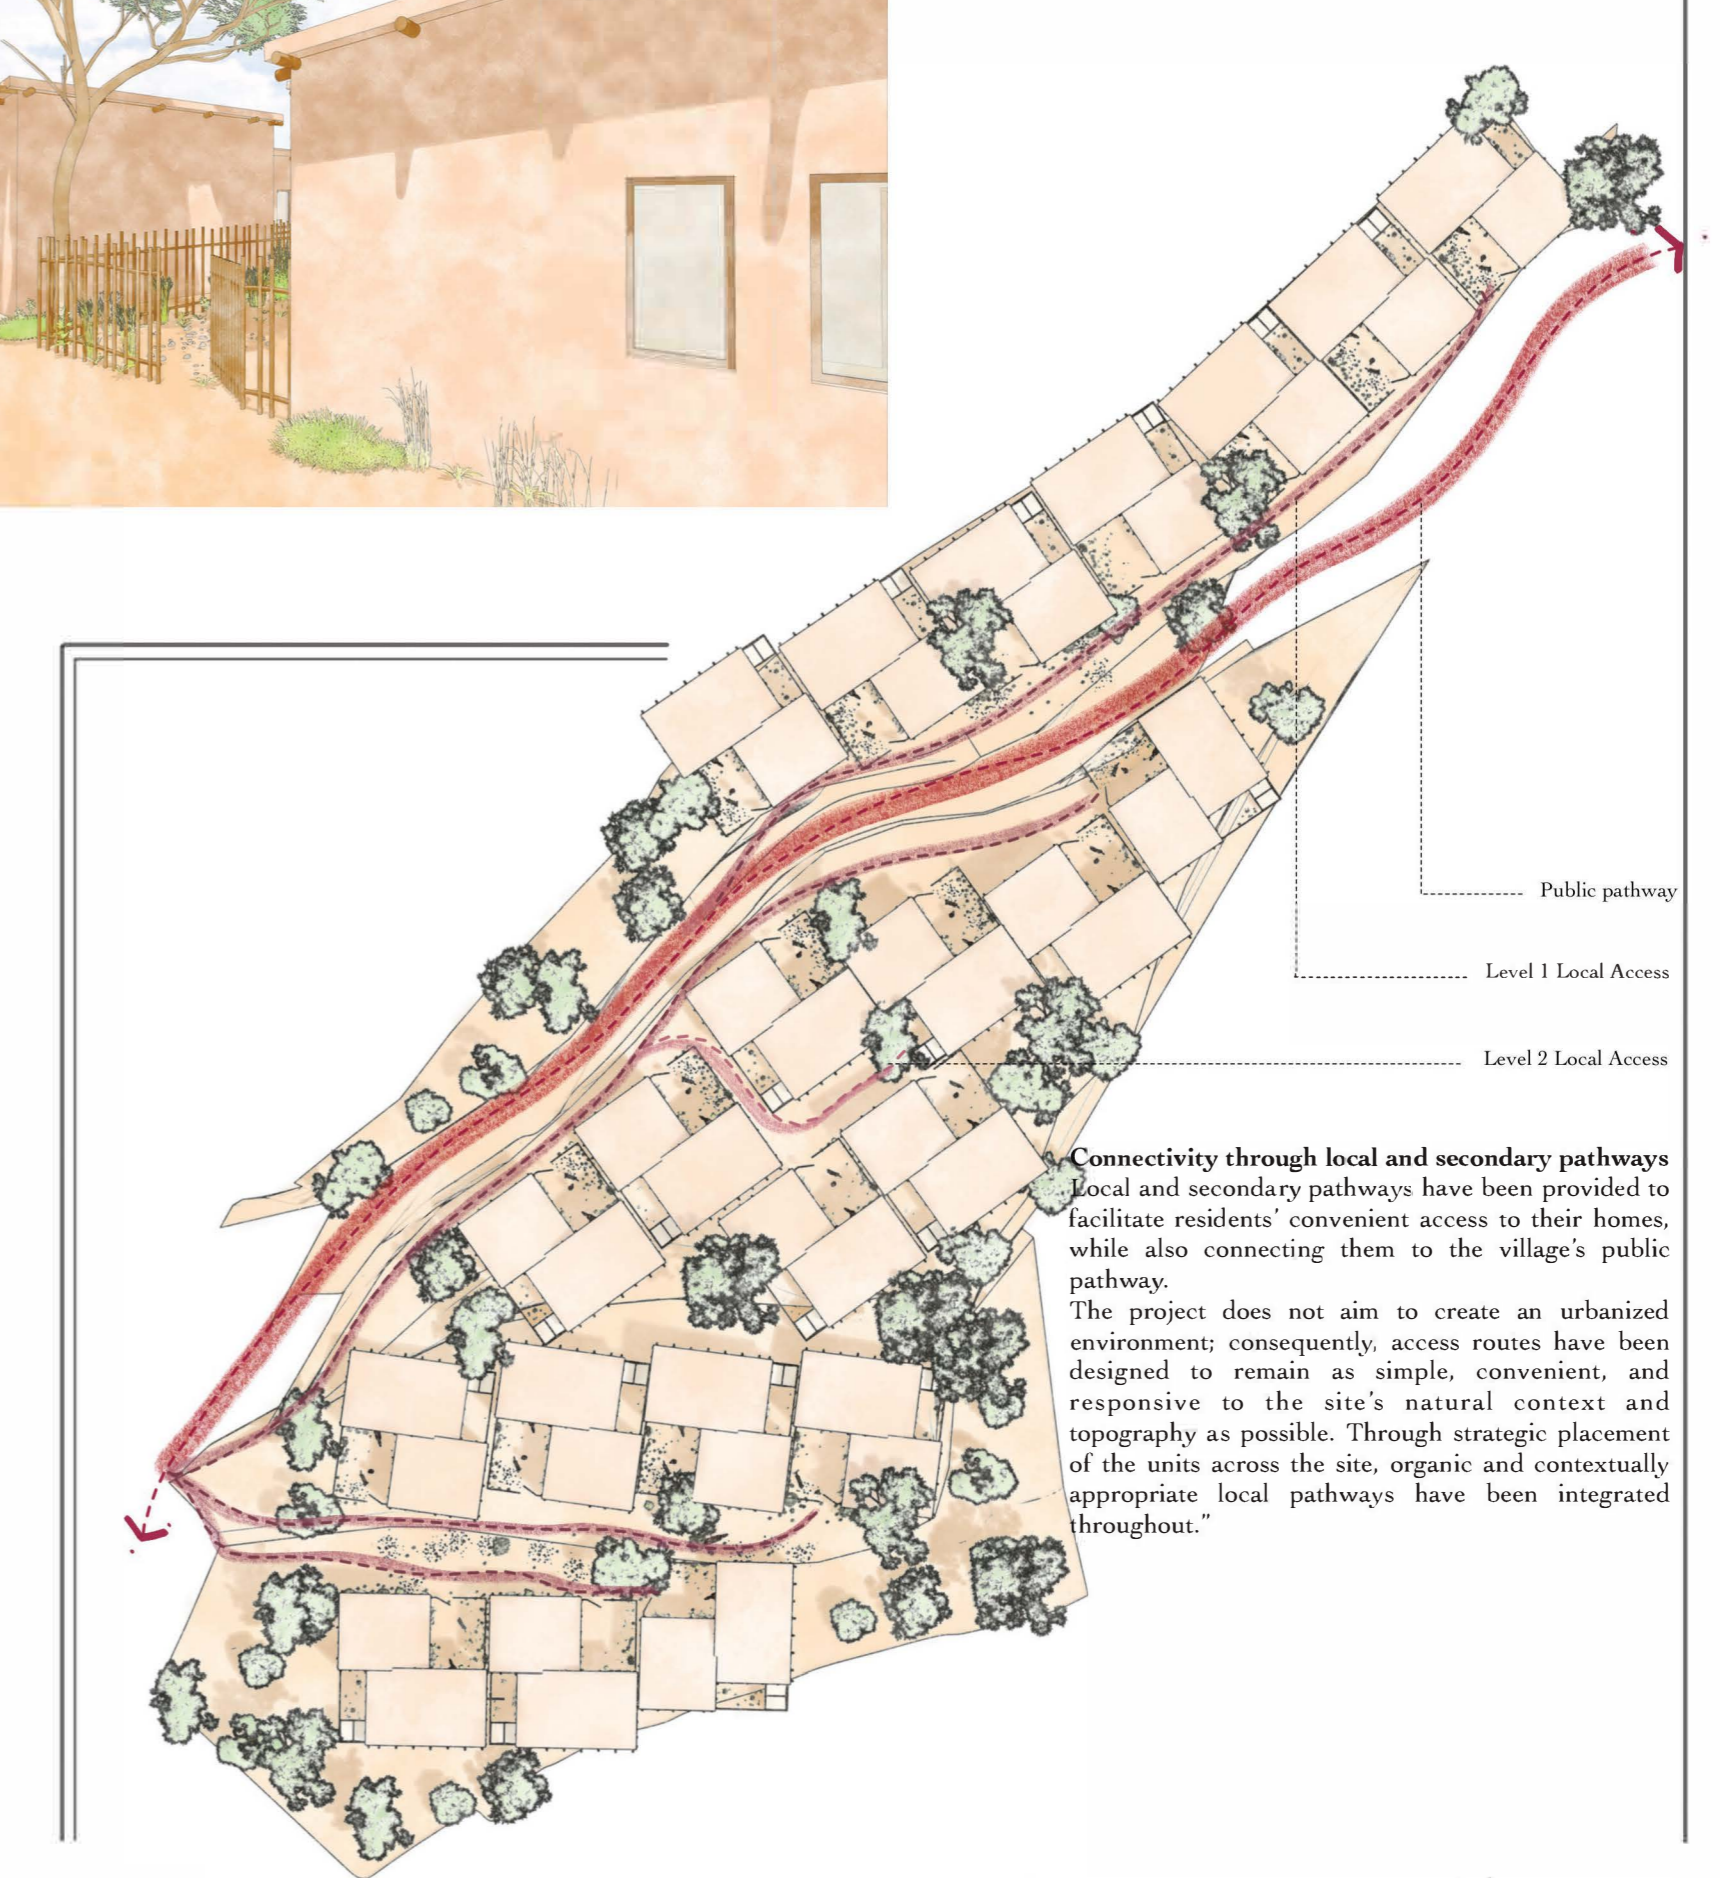 Public pathway
Level 1 Local Access
Level 2 Local Access
Connectivity through local and secondary pathways
Local and secondary pathways have been provided to
facilitate residents' convenient access to their homes,
while also connecting them to the village's public
pathway.
The project does not aim to create an urbanized
environment; consequently, access routes have been
designed to remain as simple, convenient, and
responsive to the site's natural context and
topography as possible. Through strategic placement
of the units across the site, organic and contextually
appropriate local pathways have been integrated
throughout.”